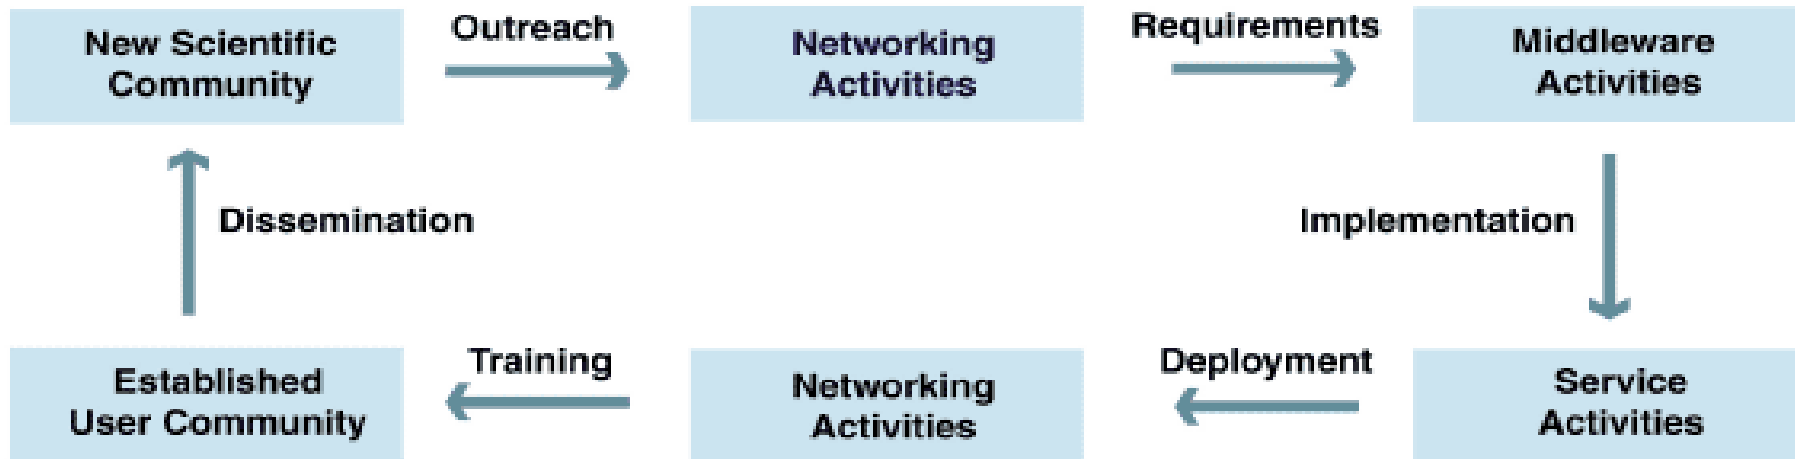 New Scientific
Community
Outreach
Networking
Activities
Requirements
Middleware
Activities
Dissemination
Implementation
Established
User Community
Training
Networking
Activities
Deployment
Service
Activities